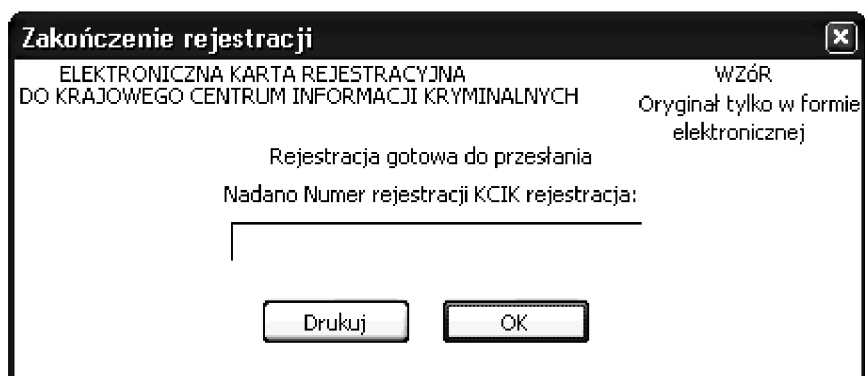 Zakończenie rejestracji
ELEKTRONICZNA KARTA REJESTRACYJNA
DO KRAJOWEGO CENTRUM INFORMACJI KRYMINALNYCH
WZóR
Oryginał tylko w formie
elektronicznej
Rejestracja gotowa do przesłania
Nadano Numer rejestracji KCIK rejestracja:
Drukuj
OK